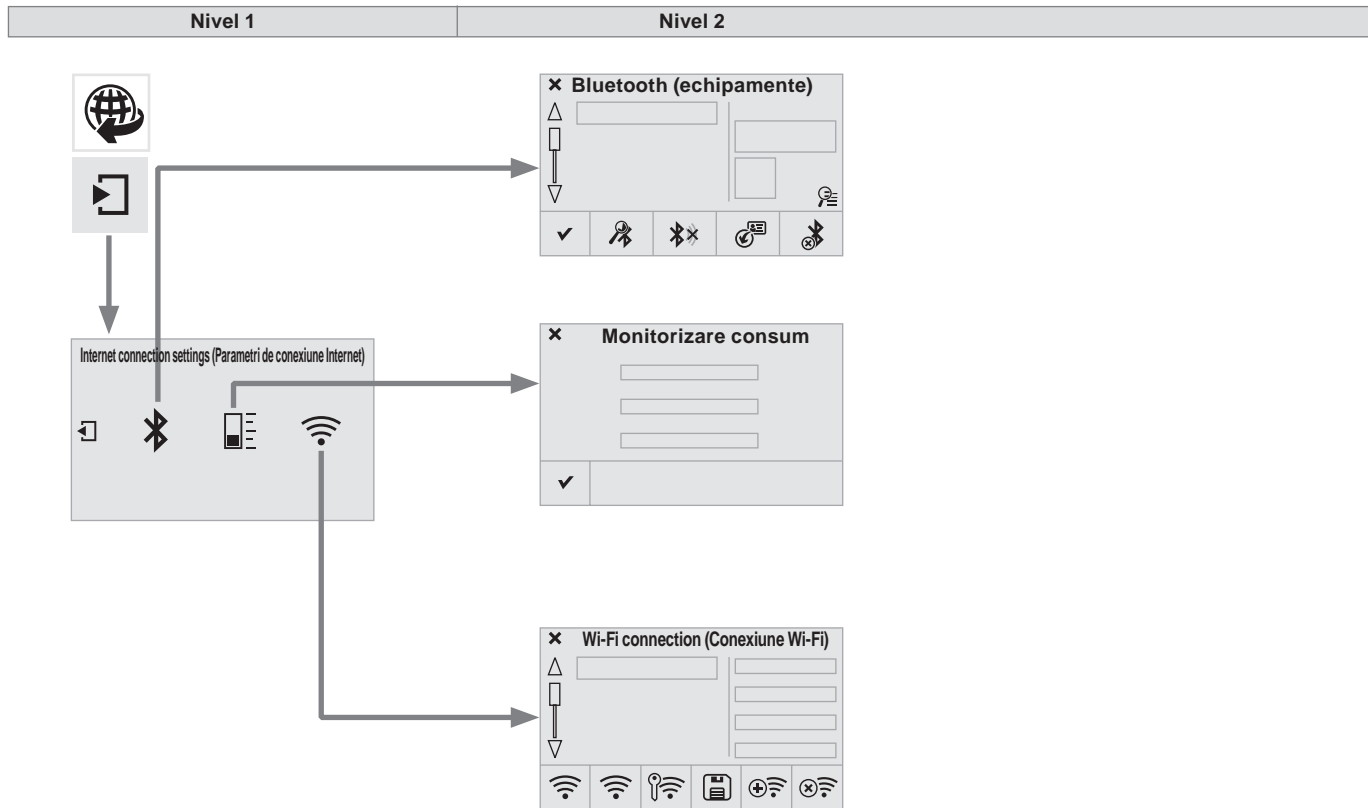 Nivel 1
Nivel 2
Bluetooth (echipamente)
Internet connection settings (Parametri de conexiune Internet)
Monitorizare consum
Wi-Fi connection (Conexiune Wi-Fi)